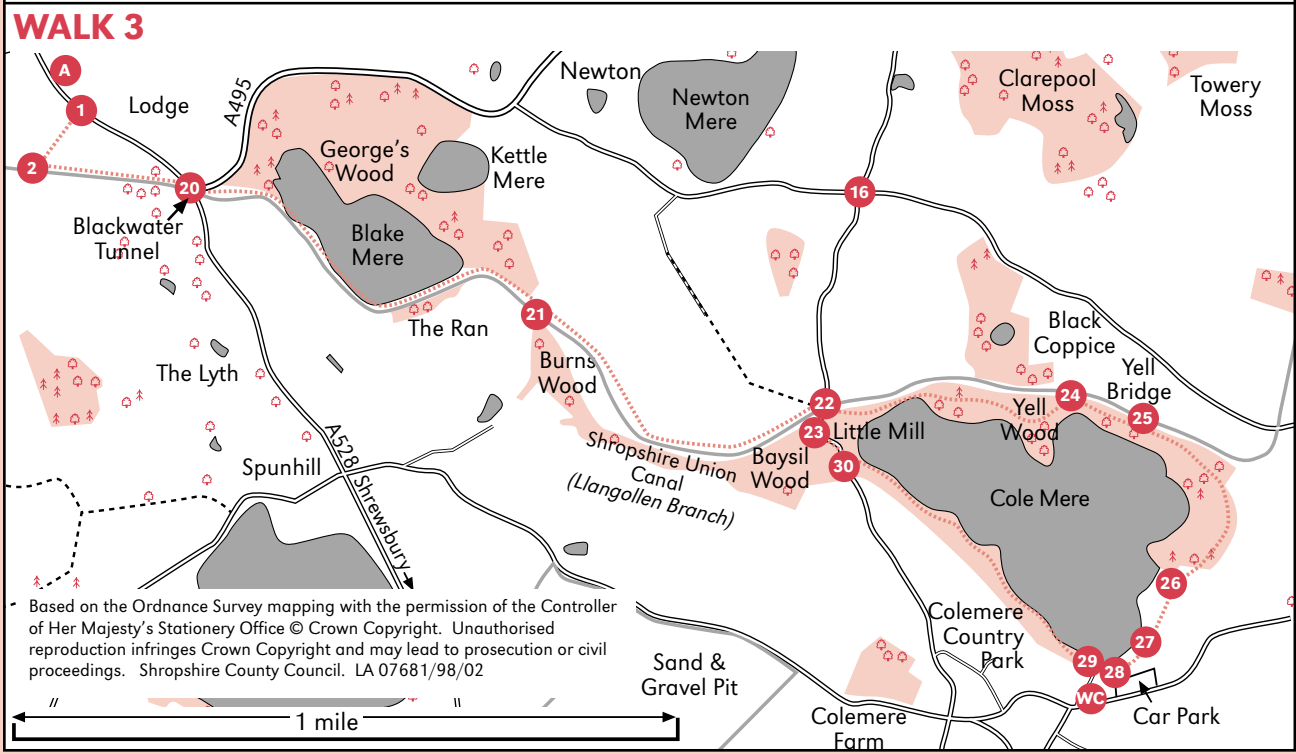 WALK 3
A
1
Lodge
A495
2
20
Blackwater
Tunnel
George's
Wood
Kettle
Mere
Blake
Mere
The Ran
21
Burns
Wood
The Lyth
A528
Shrewsbury
Spunhill
Newton
Newton
Mere
16
Clarepool
Moss
Towery
Moss
Black
Coppice
Yell
Bridge
22
23
Little Mill
24
25
Yell
Wood
Baysil
Wood
30
Shropshire Union
Canal
(Llangollen Branch)
Cole Mere
26
27
28
29
WC
Colemere
Country
Park
Car Park
Sand &
Gravel Pit
Colemere
Farm
Based on the Ordnance Survey mapping with the permission of the Controller
of Her Majesty's Stationery Office © Crown Copyright. Unauthorised
reproduction infringes Crown Copyright and may lead to prosecution or civil
proceedings. Shropshire County Council. LA 07681/98/02
1 mile